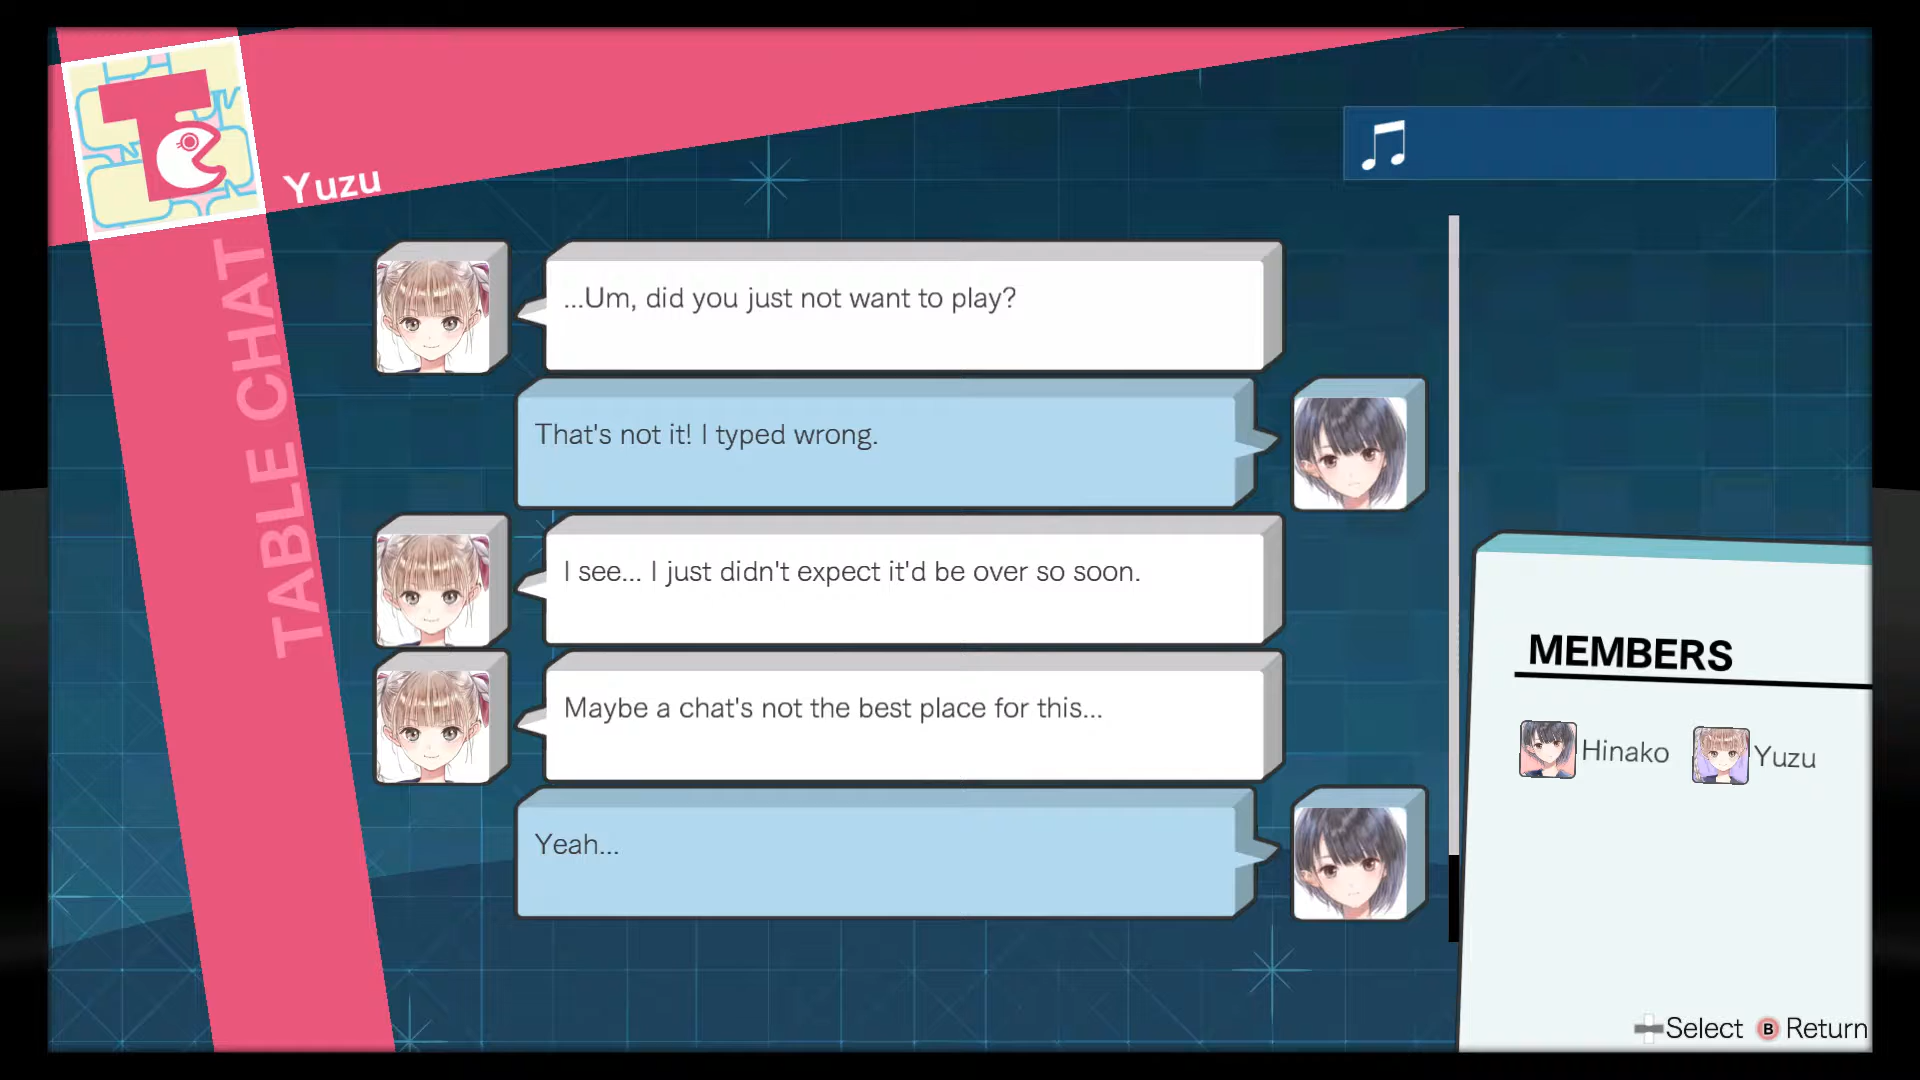 T
Yuzu
TABLE CHAT
...Um, did you just not want to play?
That's not it! I typed wrong.
I see... I just didn't expect it'd be over so soon.
Maybe a chat's not the best place for this...
Yeah...
MEMBERS
Hinako Yuzu
Select B Return